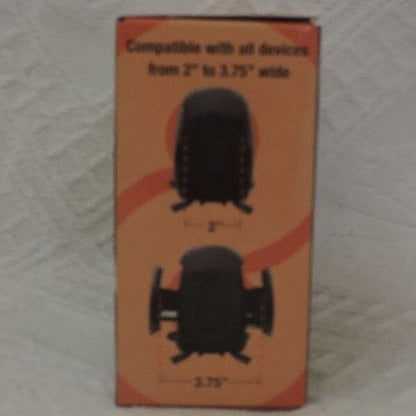 Compatible with all devices
from 2" to 3.75" wide
2"
3.75"